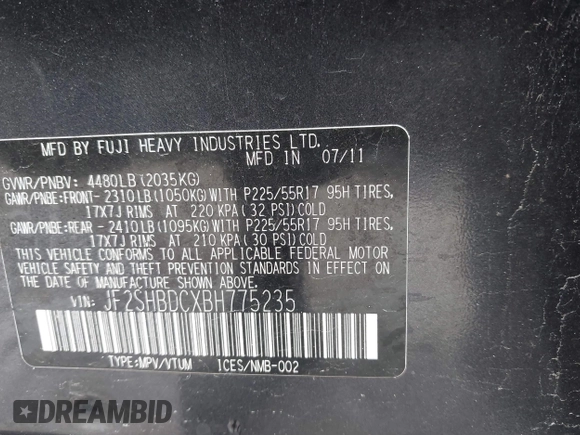 MFD BY FUJI HEAVY INDUSTRIES LTD.
MFD IN 07/11
GVWR/PNBV: 4480LB(2035KG)
GAWR/PNBE:FRONT- 2310LB(1050KG)WITH P225/55R17 95H TIRES,
17X7J RIMS AT 220 KPA(32 PSI)COLD
GAWR/PNBE:REAR - 2410LB(1095KG)WITH P225/55R17 95H TIRES,
17X7J RIMS AT 210 KPA(30 PSI)COLD
THIS VEHICLE CONFORMS TO ALL APPLICABLE FEDERAL MOTOR
VEHICLE SAFETY AND THEFT PREVENTION STANDARDS IN EFFECT
ON THE DATE OF MANUFACTURE SHOWN ABOVE.
VIN: JF2SHBDCXBH775235
TYPE:MPV/VTUM ICES/NMB-002
DREAMBID